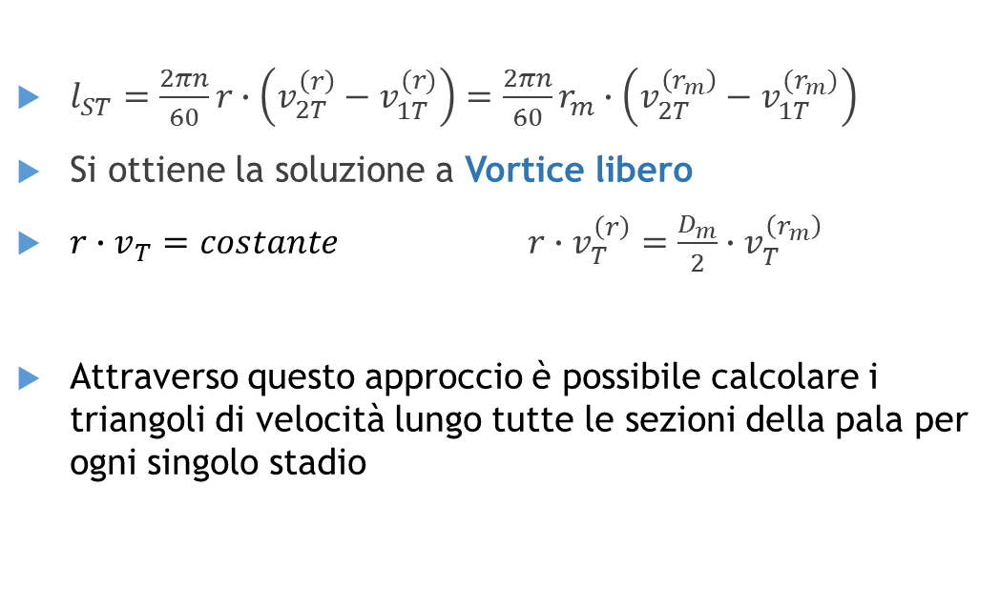 l_{ST} = \frac{2\pi n}{60} r \cdot \left( v_{2T}^{(r)} - v_{1T}^{(r)} \right) = \frac{2\pi n}{60} r_m \cdot \left( v_{2T}^{(r_m)} - v_{1T}^{(r_m)} \right)
Si ottiene la soluzione a Vortice libero
r \cdot v_T = costante r \cdot v_T^{(r)} = \frac{D_m}{2} \cdot v_T^{(r_m)}
Attraverso questo approccio è possibile calcolare i
triangoli di velocità lungo tutte le sezioni della pala per
ogni singolo stadio